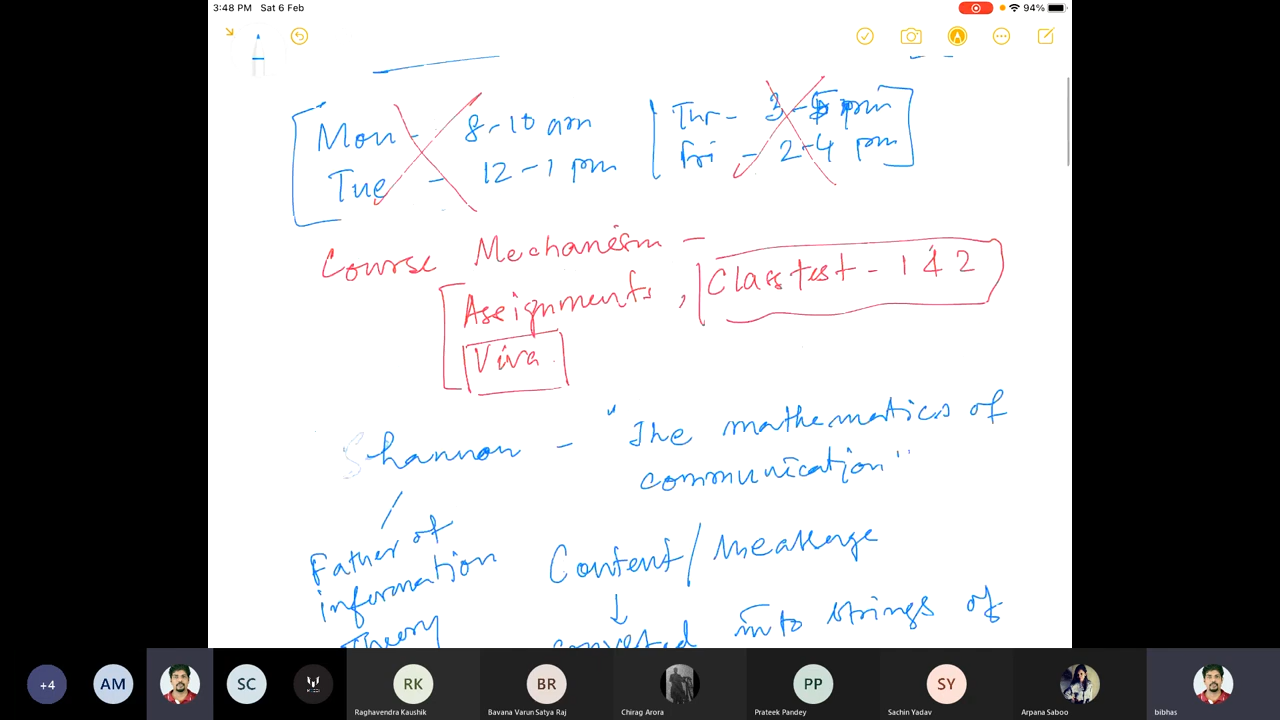 3:48 PM Sat 6 Feb
94%
Mon - 8-10 am
Tue - 12-1 pm
Tur - 3 - pm
Fri - 2-4 pm
Course Mechanism -
Assignments, Class test - 1 & 2
Viva
Shannon - "The mathematics of
communication"
Father of
information
Theory
Content/
converted into strings of
+4
AM
SC
RK
BR
PP
SY
Raghavendra Kaushik
Bavana Varun Satya Raj
Chirag Arora
Prateek Pandey
Sachin Yadav
Arpana Saboo
bibhas